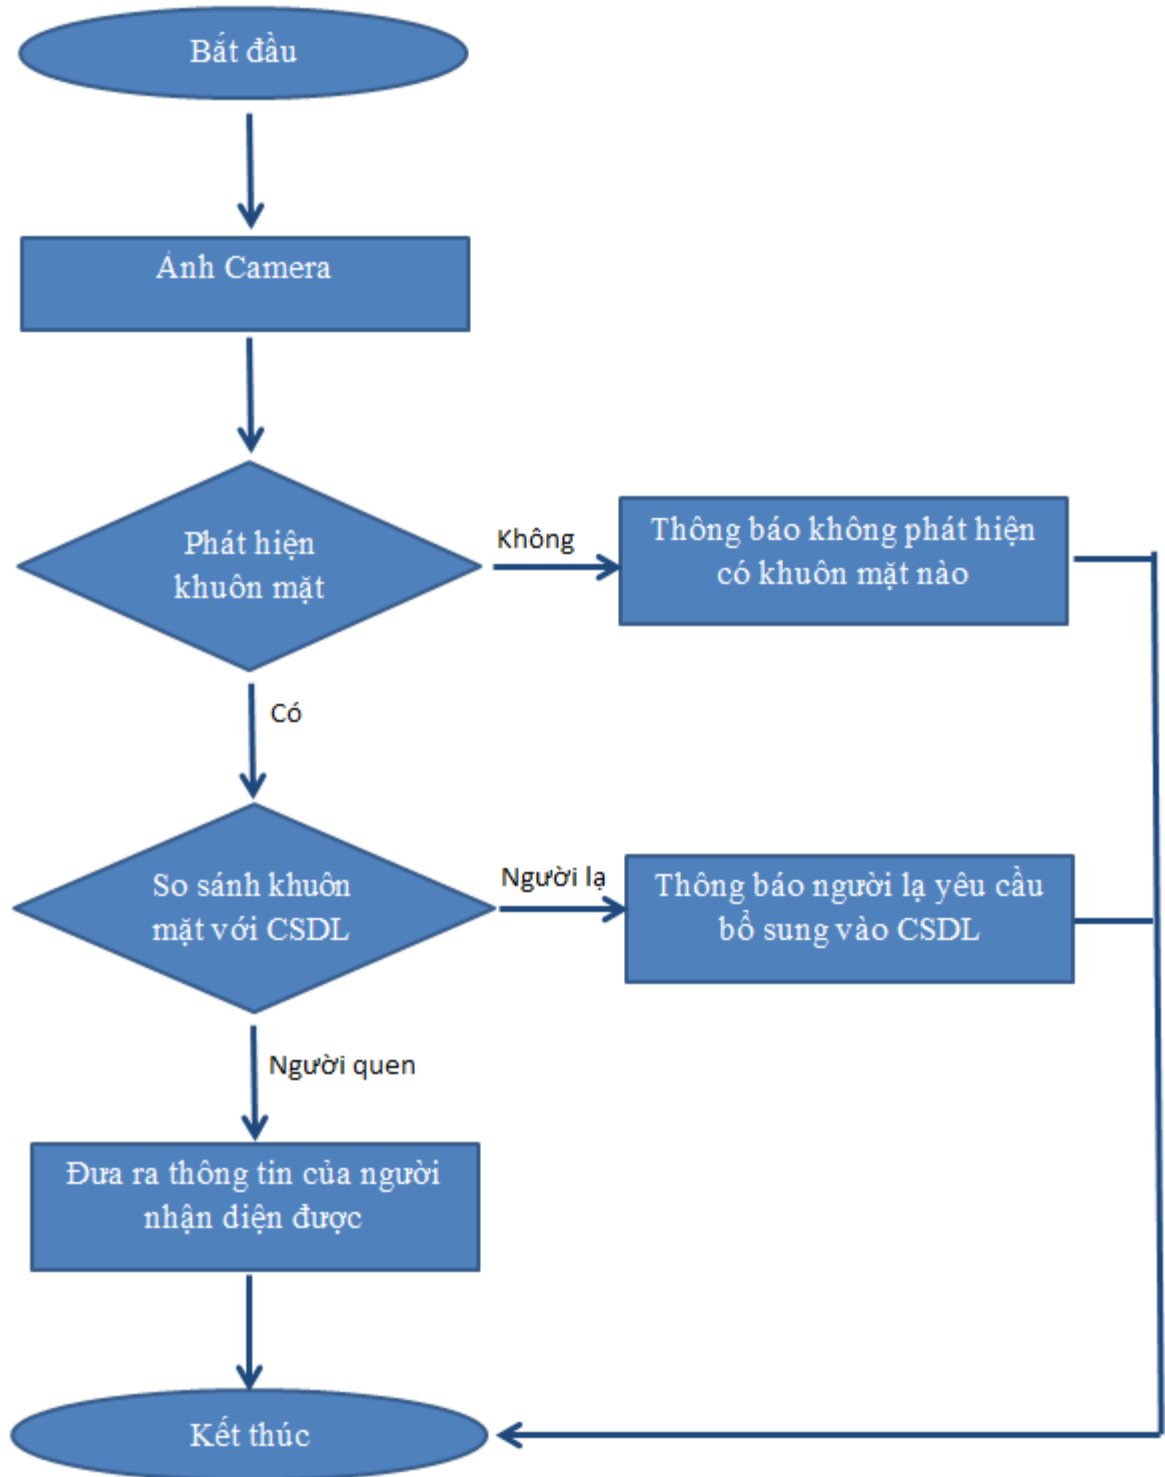 Bắt đầu
Ảnh Camera
Phát hiện
khuôn mặt
Không
Thông báo không phát hiện
có khuôn mặt nào
Có
So sánh khuôn
mặt với CSDL
Người lạ
Thông báo người lạ yêu cầu
bổ sung vào CSDL
Người quen
Đưa ra thông tin của người
nhận diện được
Kết thúc